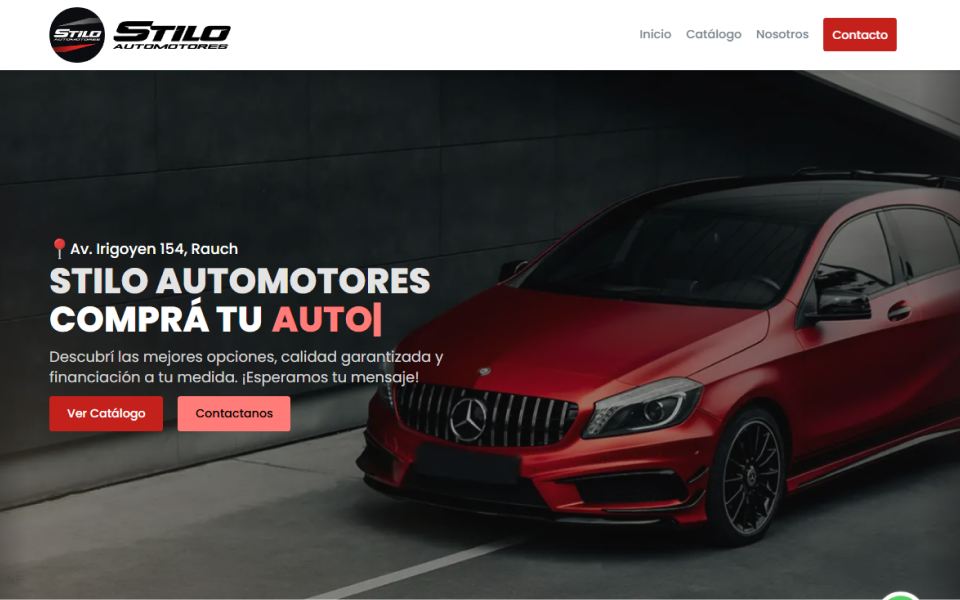 STILO
AUTOMOTORES
STILO
AUTOMOTORES
Inicio
Catálogo
Nosotros
Contacto
📍Av. Irigoyen 154, Rauch
STILO AUTOMOTORES
COMPRÁ TU AUTO|
Descubrí las mejores opciones, calidad garantizada y
financiación a tu medida. ¡Esperamos tu mensaje!
Ver Catálogo
Contactanos